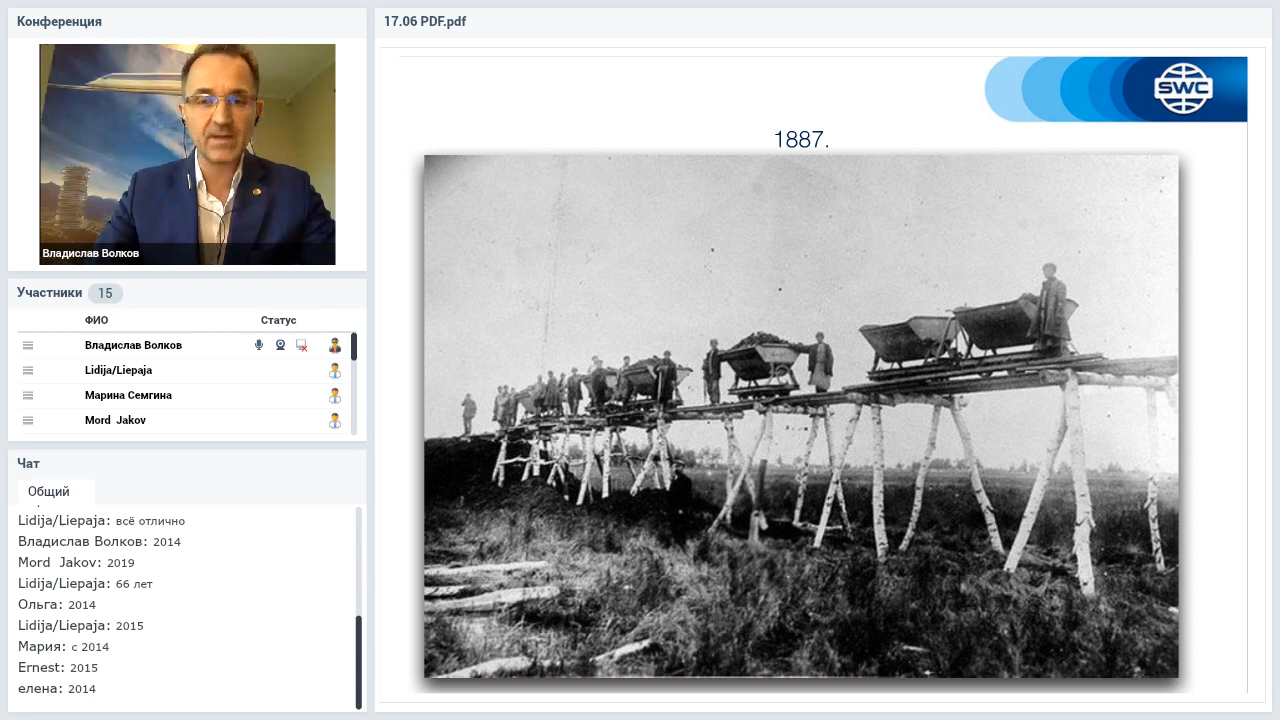 Конференция
Владислав Волков
Участники 15
ФИО Статус
Владислав Волков
Lidija/Liepaja
Марина Семгина
Mord Jakov
Чат
Общий
Lidija/Liepaja: всё отлично
Владислав Волков: 2014
Mord Jakov: 2019
Lidija/Liepaja: 66 лет
Ольга: 2014
Lidija/Liepaja: 2015
Мария: с 2014
Ernest: 2015
елена: 2014
17.06 PDF.pdf
SWC
1887.